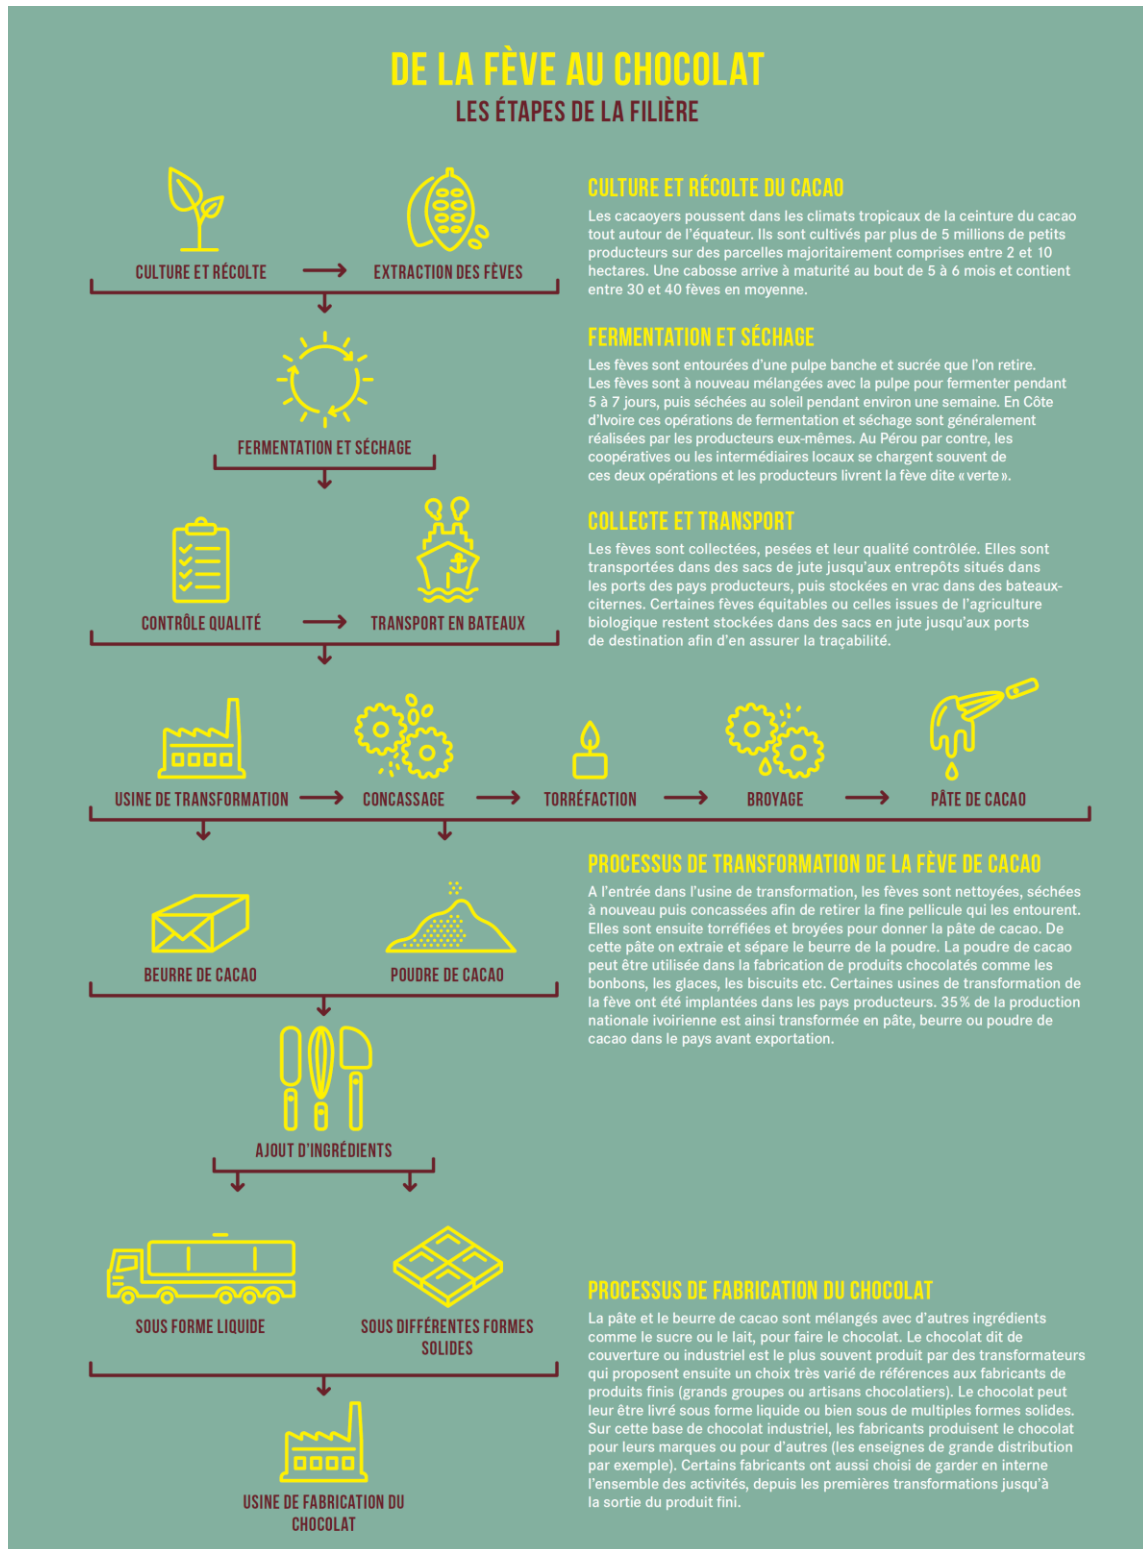 DE LA FÈVE AU CHOCOLAT
LES ÉTAPES DE LA FILIÈRE
CULTURE ET RÉCOLTE
EXTRACTION DES FÈVES
CULTURE ET RÉCOLTE DU CACAO
Les cacaoyers poussent dans les climats tropicaux de la ceinture du cacao
tout autour de l'équateur. Ils sont cultivés par plus de 5 millions de petits
producteurs sur des parcelles majoritairement comprises entre 2 et 10
hectares. Une cabosse arrive à maturité au bout de 5 à 6 mois et contient
entre 30 et 40 fèves en moyenne.
FERMENTATION ET SÉCHAGE
FERMENTATION ET SÉCHAGE
Les fèves sont entourées d'une pulpe banche et sucrée que l'on retire.
Les fèves sont à nouveau mélangées avec la pulpe pour fermenter pendant
5 à 7 jours, puis séchées au soleil pendant environ une semaine. En Côte
d'Ivoire ces opérations de fermentation et séchage sont généralement
réalisées par les producteurs eux-mêmes. Au Pérou par contre, les
coopératives ou les intermédiaires locaux se chargent souvent de
ces deux opérations et les producteurs livrent la fève dite « verte ».
CONTRÔLE QUALITÉ
TRANSPORT EN BATEAUX
COLLECTE ET TRANSPORT
Les fèves sont collectées, pesées et leur qualité contrôlée. Elles sont
transportées dans des sacs de jute jusqu'aux entrepôts situés dans
les ports des pays producteurs, puis stockées en vrac dans des bateaux-
citernes. Certaines fèves équitables ou celles issues de l'agriculture
biologique restent stockées dans des sacs en jute jusqu'aux ports
de destination afin d'en assurer la traçabilité.
USINE DE TRANSFORMATION
CONCASSAGE
TORRÉFACTION
BROYAGE
PÂTE DE CACAO
BEURRE DE CACAO
POUDRE DE CACAO
PROCESSUS DE TRANSFORMATION DE LA FÈVE DE CACAO
A l'entrée dans l'usine de transformation, les fèves sont nettoyées, séchées
à nouveau puis concassées afin de retirer la fine pellicule qui les entourent.
Elles sont ensuite torréfiées et broyées pour donner la pâte de cacao. De
cette pâte on extraie et sépare le beurre de la poudre. La poudre de cacao
peut être utilisée dans la fabrication de produits chocolatés comme les
bonbons, les glaces, les biscuits etc. Certaines usines de transformation de
la fève ont été implantées dans les pays producteurs. 35 % de la production
nationale ivoirienne est ainsi transformée en pâte, beurre ou poudre de
cacao dans le pays avant exportation.
AJOUT D'INGRÉDIENTS
SOUS FORME LIQUIDE
SOUS DIFFÉRENTES FORMES
SOLIDES
PROCESSUS DE FABRICATION DU CHOCOLAT
La pâte et le beurre de cacao sont mélangés avec d'autres ingrédients
comme le sucre ou le lait, pour faire le chocolat. Le chocolat dit de
couverture ou industriel est le plus souvent produit par des transformateurs
qui proposent ensuite un choix très varié de références aux fabricants de
produits finis (grands groupes ou artisans chocolatiers). Le chocolat peut
leur être livré sous forme liquide ou bien sous de multiples formes solides.
Sur cette base de chocolat industriel, les fabricants produisent le chocolat
pour leurs marques ou pour d'autres (les enseignes de grande distribution
par exemple). Certains fabricants ont aussi choisi de garder en interne
l'ensemble des activités, depuis les premières transformations jusqu'à
la sortie du produit fini.
USINE DE FABRICATION DU
CHOCOLAT